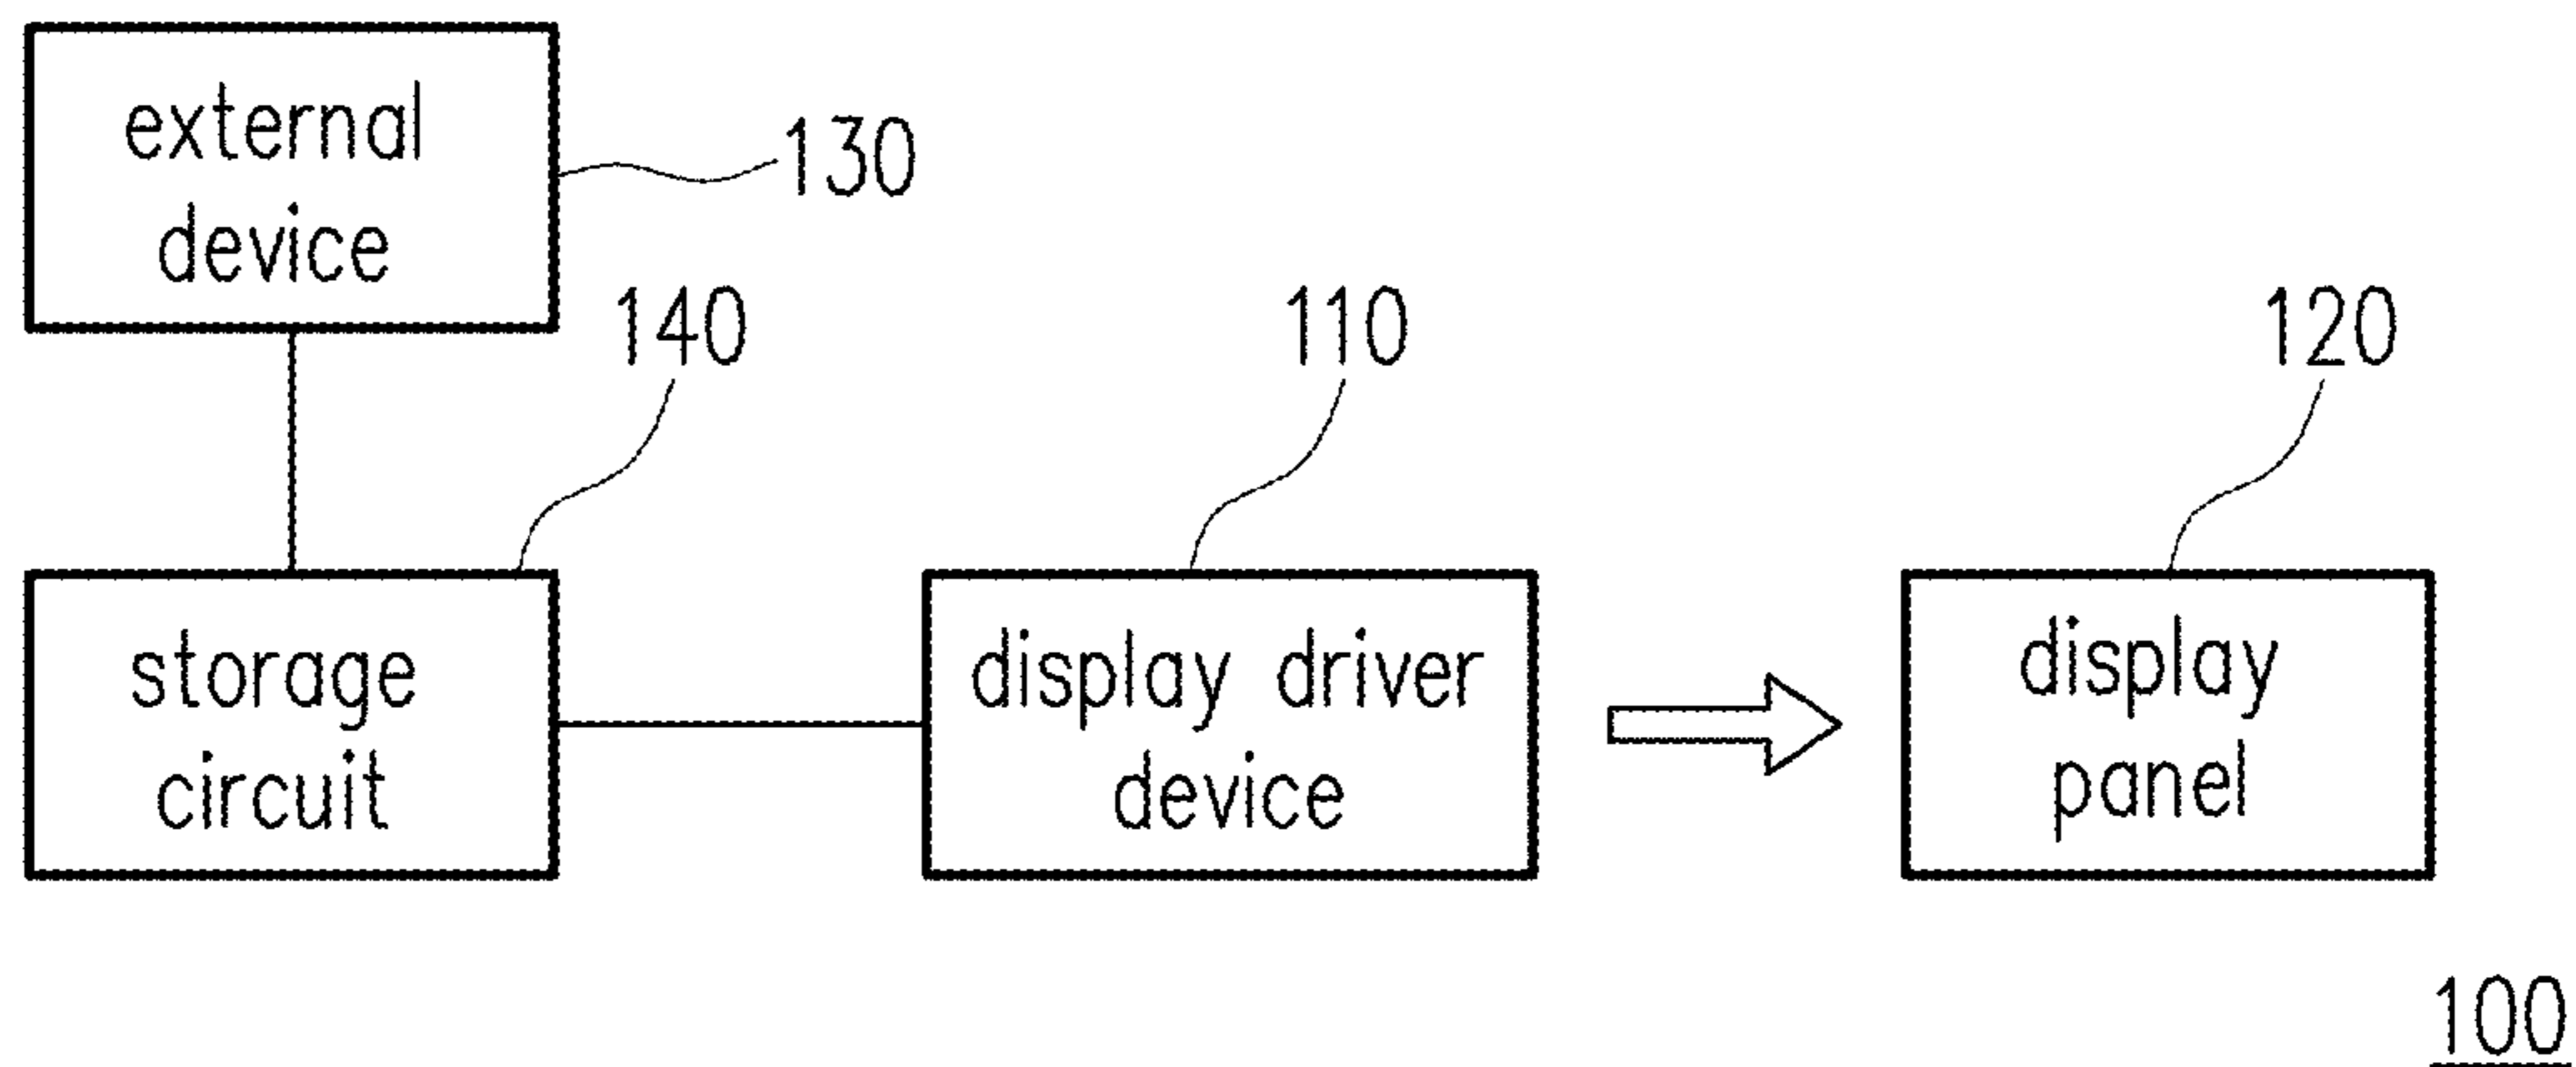 external
device
130
140
110
120
storage
circuit
display driver
device
display
panel
100